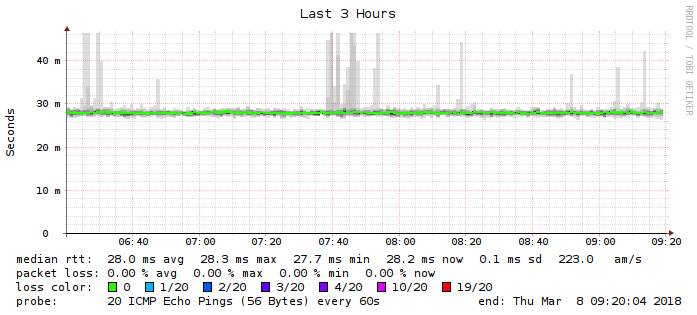 Last 3 Hours
RRDTOOL / TOBI OETIKER
Seconds
40 m
30 m
20 m
10 m
0
06:40 07:00 07:20 07:40 08:00 08:20 08:40 09:00 09:20
median rtt: 28.0 ms avg 28.3 ms max 27.7 ms min 28.2 ms now 0.1 ms sd 223.0 am/s
packet loss: 0.00 % avg 0.00 % max 0.00 % min 0.00 % now
loss color: 0 1/20 2/20 3/20 4/20 10/20 19/20
probe: 20 ICMP Echo Pings (56 Bytes) every 60s end: Thu Mar 8 09:20:04 2018